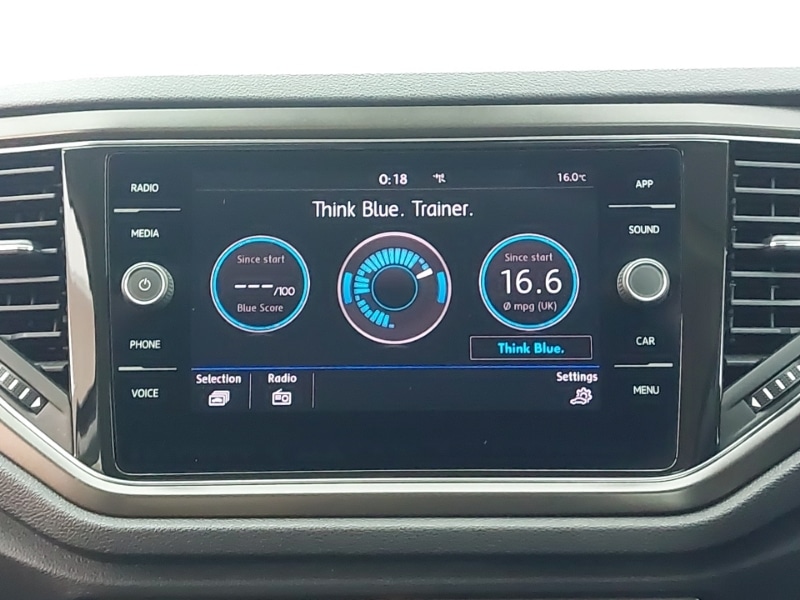 RADIO
MEDIA
PHONE
VOICE
0:18
16.0°C
Think Blue. Trainer.
Since start
---/100
Blue Score
Since start
16.6
Ø mpg (UK)
Think Blue.
Selection
Radio
Settings
APP
SOUND
CAR
MENU